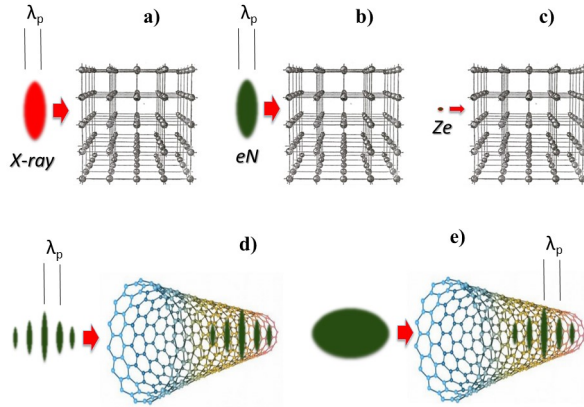 λp a)
X-ray
λp b)
eN
c)
Ze
λp d)
e) λp